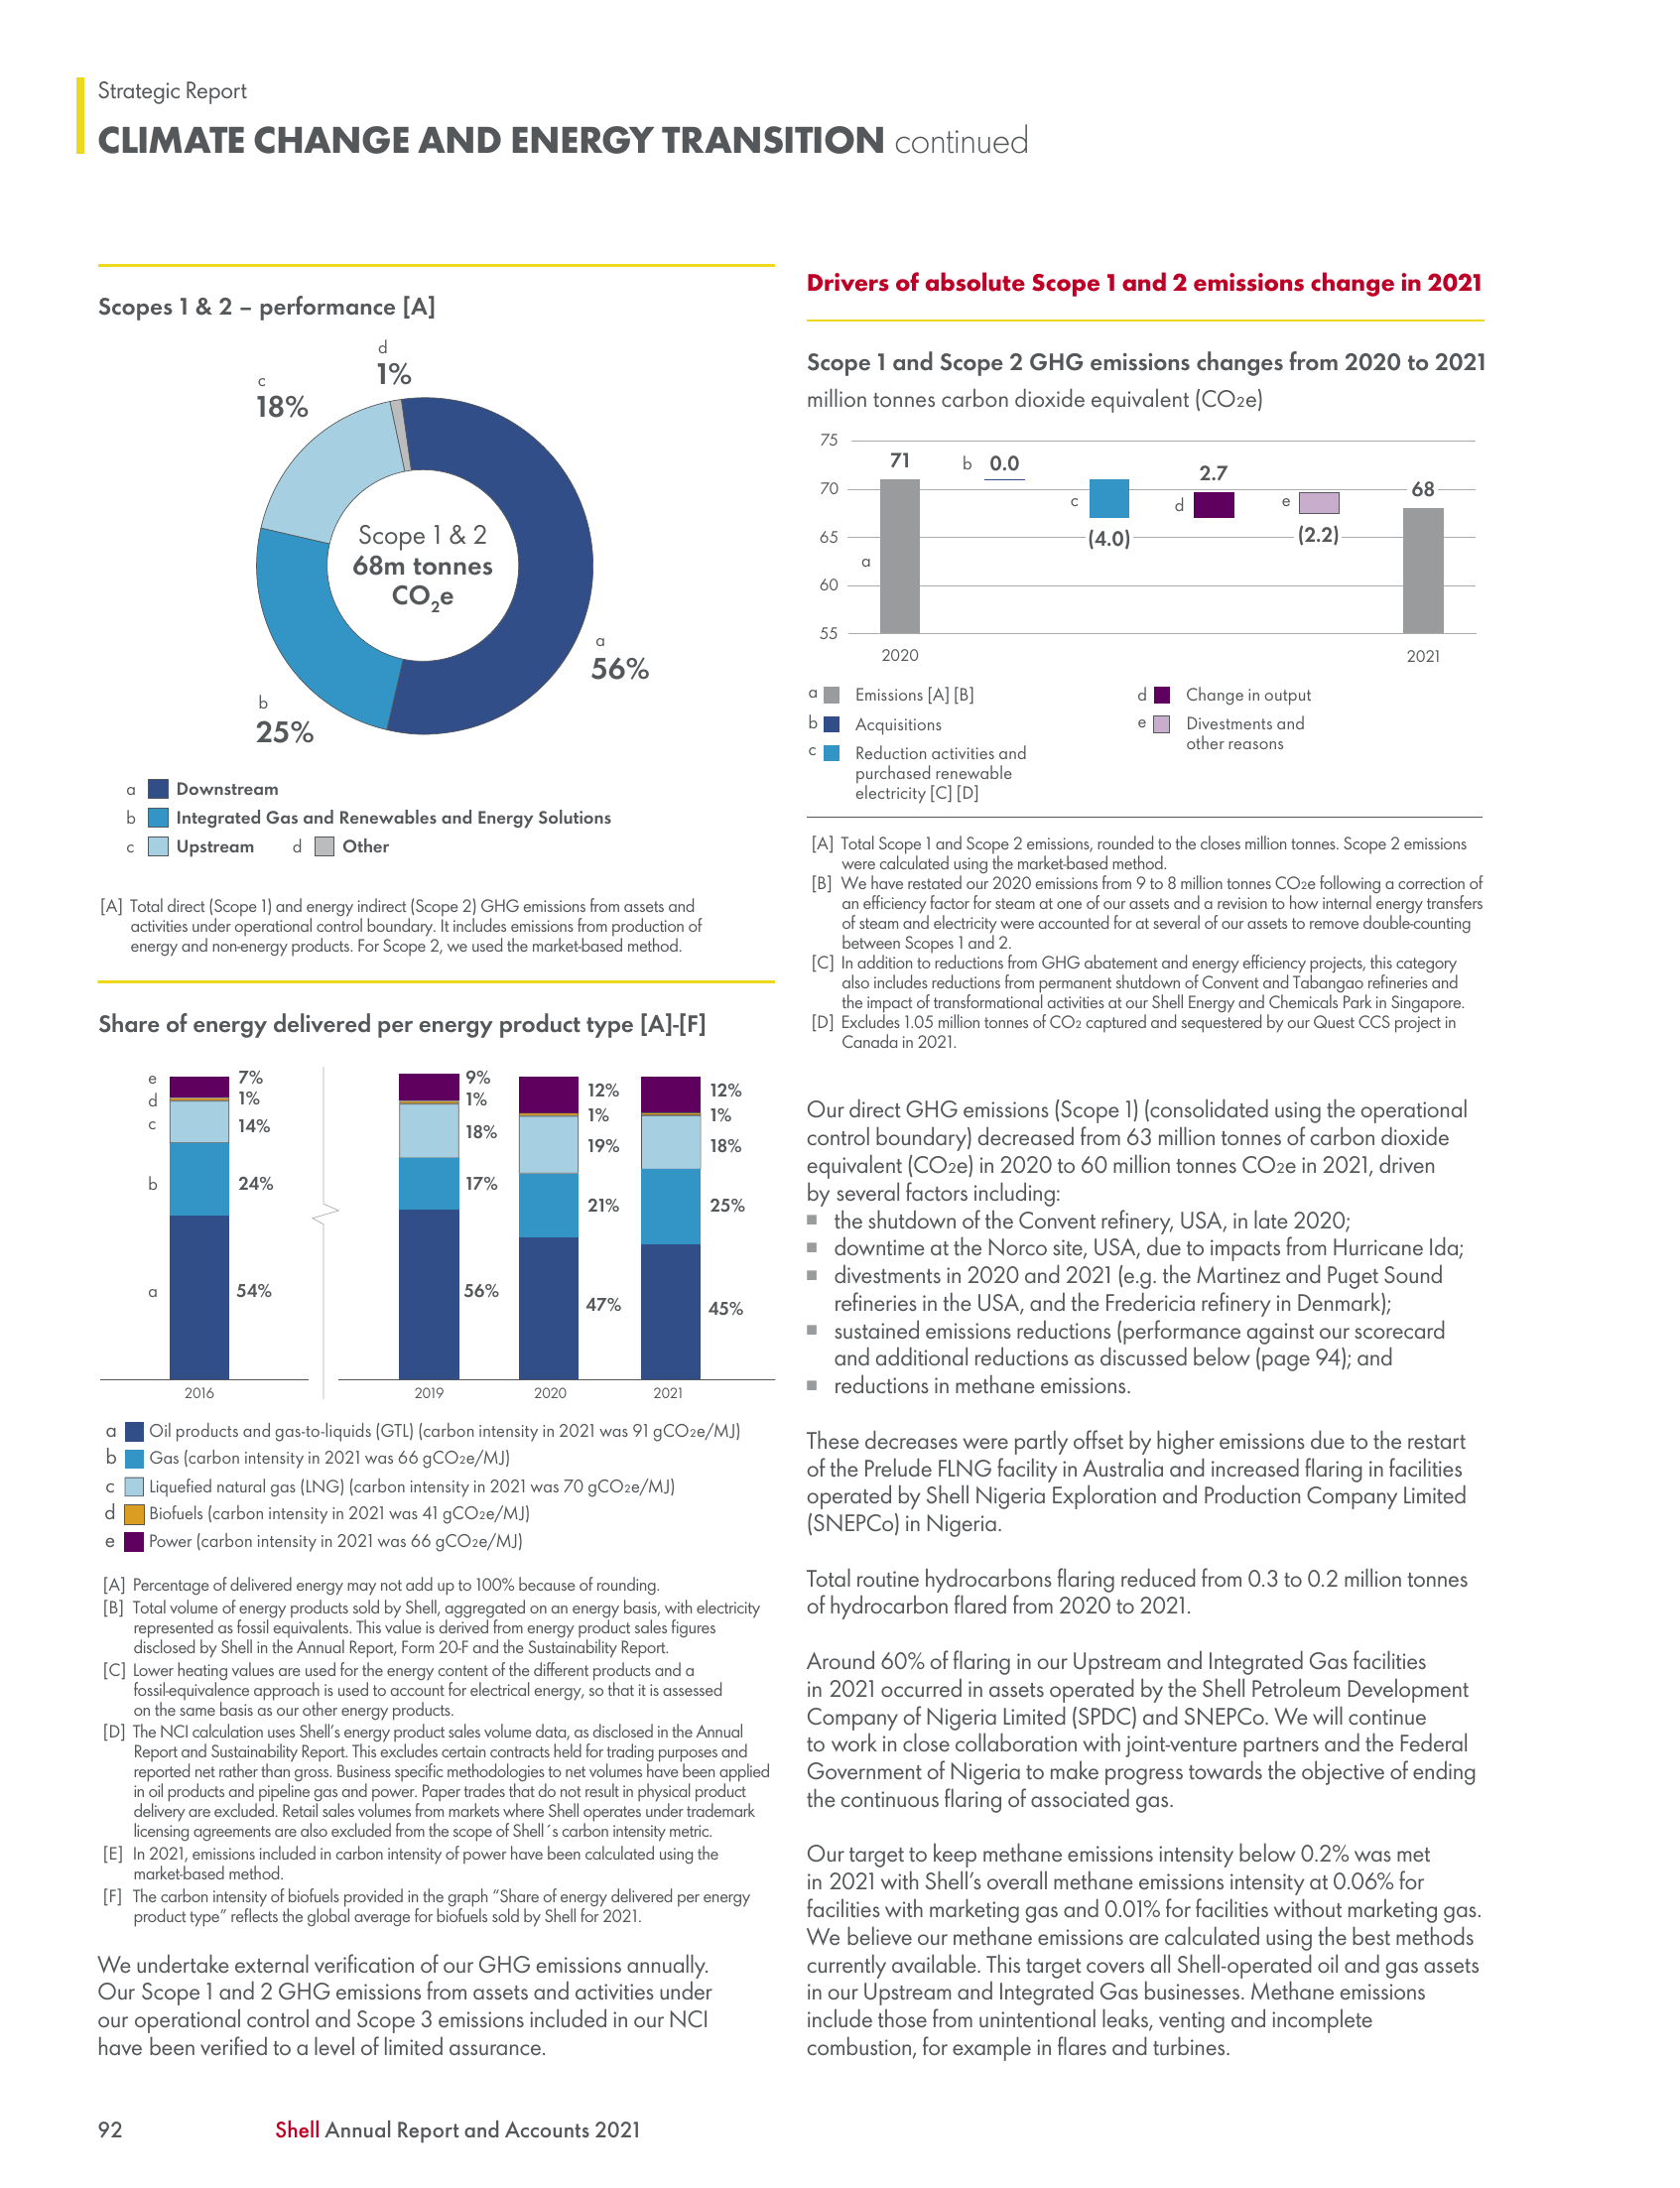 Strategic Report
CLIMATE CHANGE AND ENERGY TRANSITION continued
Scopes 1 & 2 – performance [A]
d
1%
c
18%
Scope 1 & 2
68m tonnes
CO2e
a
56%
b
25%
a Downstream
b Integrated Gas and Renewables and Energy Solutions
c Upstream d Other
[A] Total direct (Scope 1) and energy indirect (Scope 2) GHG emissions from assets and
activities under operational control boundary. It includes emissions from production of
energy and non-energy products. For Scope 2, we used the market-based method.
Share of energy delivered per energy product type [A]-[F]
e 7% 9% 12% 12%
d 1% 1% 1% 1%
c 14% 18% 19% 18%
b 24% 17% 21% 25%
a 54% 56% 47% 45%
2016 2019 2020 2021
a Oil products and gas-to-liquids (GTL) (carbon intensity in 2021 was 91 gCO2e/MJ)
b Gas (carbon intensity in 2021 was 66 gCO2e/MJ)
c Liquefied natural gas (LNG) (carbon intensity in 2021 was 70 gCO2e/MJ)
d Biofuels (carbon intensity in 2021 was 41 gCO2e/MJ)
e Power (carbon intensity in 2021 was 66 gCO2e/MJ)
[A] Percentage of delivered energy may not add up to 100% because of rounding.
[B] Total volume of energy products sold by Shell, aggregated on an energy basis, with electricity
represented as fossil equivalents. This value is derived from energy product sales figures
disclosed by Shell in the Annual Report, Form 20-F and the Sustainability Report.
[C] Lower heating values are used for the energy content of the different products and a
fossil-equivalence approach is used to account for electrical energy, so that it is assessed
on the same basis as our other energy products.
[D] The NCI calculation uses Shell's energy product sales volume data, as disclosed in the Annual
Report and Sustainability Report. This excludes certain contracts held for trading purposes and
reported net rather than gross. Business specific methodologies to net volumes have been applied
in oil products and pipeline gas and power. Paper trades that do not result in physical product
delivery are excluded. Retail sales volumes from markets where Shell operates under trademark
licensing agreements are also excluded from the scope of Shell´s carbon intensity metric.
[E] In 2021, emissions included in carbon intensity of power have been calculated using the
market-based method.
[F] The carbon intensity of biofuels provided in the graph "Share of energy delivered per energy
product type" reflects the global average for biofuels sold by Shell for 2021.
We undertake external verification of our GHG emissions annually.
Our Scope 1 and 2 GHG emissions from assets and activities under
our operational control and Scope 3 emissions included in our NCI
have been verified to a level of limited assurance.
Drivers of absolute Scope 1 and 2 emissions change in 2021
Scope 1 and Scope 2 GHG emissions changes from 2020 to 2021
million tonnes carbon dioxide equivalent (CO2e)
75
71 b 0.0 2.7
70 c d e 68
65 (4.0) (2.2)
a
60
55
2020 2021
a Emissions [A] [B]
b Acquisitions
c Reduction activities and
purchased renewable
electricity [C] [D]
d Change in output
e Divestments and
other reasons
[A] Total Scope 1 and Scope 2 emissions, rounded to the closes million tonnes. Scope 2 emissions
were calculated using the market-based method.
[B] We have restated our 2020 emissions from 9 to 8 million tonnes CO2e following a correction of
an efficiency factor for steam at one of our assets and a revision to how internal energy transfers
of steam and electricity were accounted for at several of our assets to remove double-counting
between Scopes 1 and 2.
[C] In addition to reductions from GHG abatement and energy efficiency projects, this category
also includes reductions from permanent shutdown of Convent and Tabangao refineries and
the impact of transformational activities at our Shell Energy and Chemicals Park in Singapore.
[D] Excludes 1.05 million tonnes of CO2 captured and sequestered by our Quest CCS project in
Canada in 2021.
Our direct GHG emissions (Scope 1) (consolidated using the operational
control boundary) decreased from 63 million tonnes of carbon dioxide
equivalent (CO2e) in 2020 to 60 million tonnes CO2e in 2021, driven
by several factors including:
■ the shutdown of the Convent refinery, USA, in late 2020;
■ downtime at the Norco site, USA, due to impacts from Hurricane Ida;
■ divestments in 2020 and 2021 (e.g. the Martinez and Puget Sound
refineries in the USA, and the Fredericia refinery in Denmark);
■ sustained emissions reductions (performance against our scorecard
and additional reductions as discussed below (page 94); and
■ reductions in methane emissions.
These decreases were partly offset by higher emissions due to the restart
of the Prelude FLNG facility in Australia and increased flaring in facilities
operated by Shell Nigeria Exploration and Production Company Limited
(SNEPCo) in Nigeria.
Total routine hydrocarbons flaring reduced from 0.3 to 0.2 million tonnes
of hydrocarbon flared from 2020 to 2021.
Around 60% of flaring in our Upstream and Integrated Gas facilities
in 2021 occurred in assets operated by the Shell Petroleum Development
Company of Nigeria Limited (SPDC) and SNEPCo. We will continue
to work in close collaboration with joint-venture partners and the Federal
Government of Nigeria to make progress towards the objective of ending
the continuous flaring of associated gas.
Our target to keep methane emissions intensity below 0.2% was met
in 2021 with Shell's overall methane emissions intensity at 0.06% for
facilities with marketing gas and 0.01% for facilities without marketing gas.
We believe our methane emissions are calculated using the best methods
currently available. This target covers all Shell-operated oil and gas assets
in our Upstream and Integrated Gas businesses. Methane emissions
include those from unintentional leaks, venting and incomplete
combustion, for example in flares and turbines.
92 Shell Annual Report and Accounts 2021